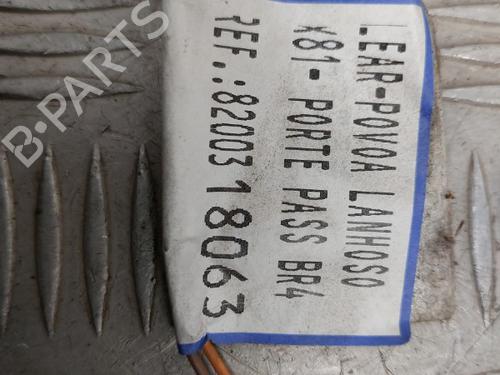 LEAR-POVOA LANHOSO
X81- PORTE PASS BR4
REF.:8200318063
B-PARTS